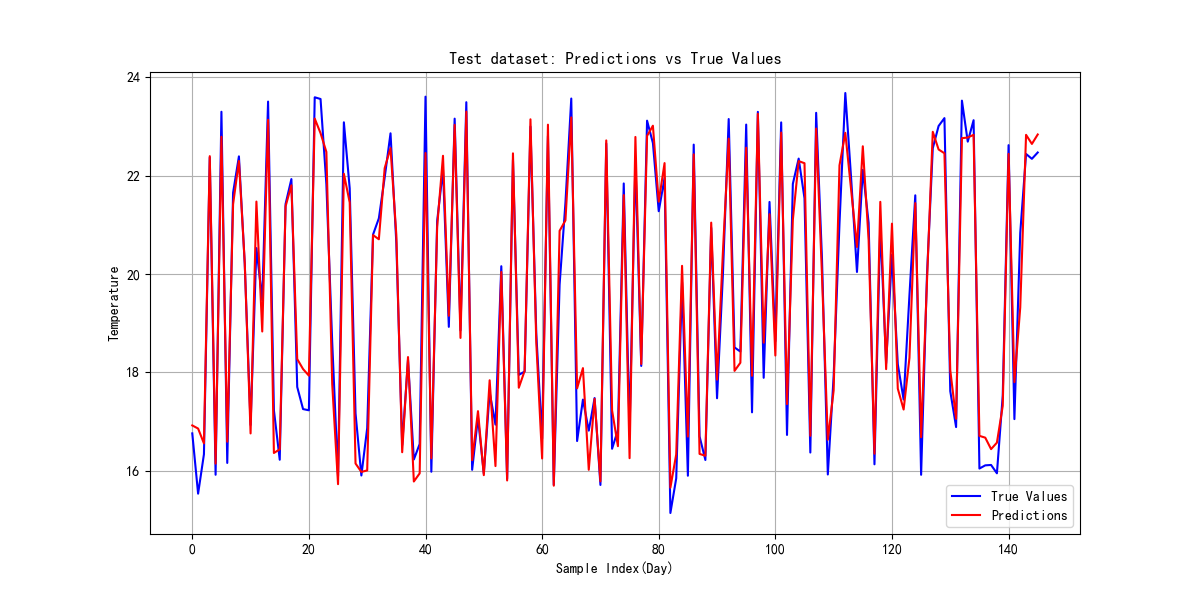 Test dataset: Predictions vs True Values
24
22
20
18
16
Temperature
0 20 40 60 80 100 120 140
Sample Index(Day)
True Values
Predictions